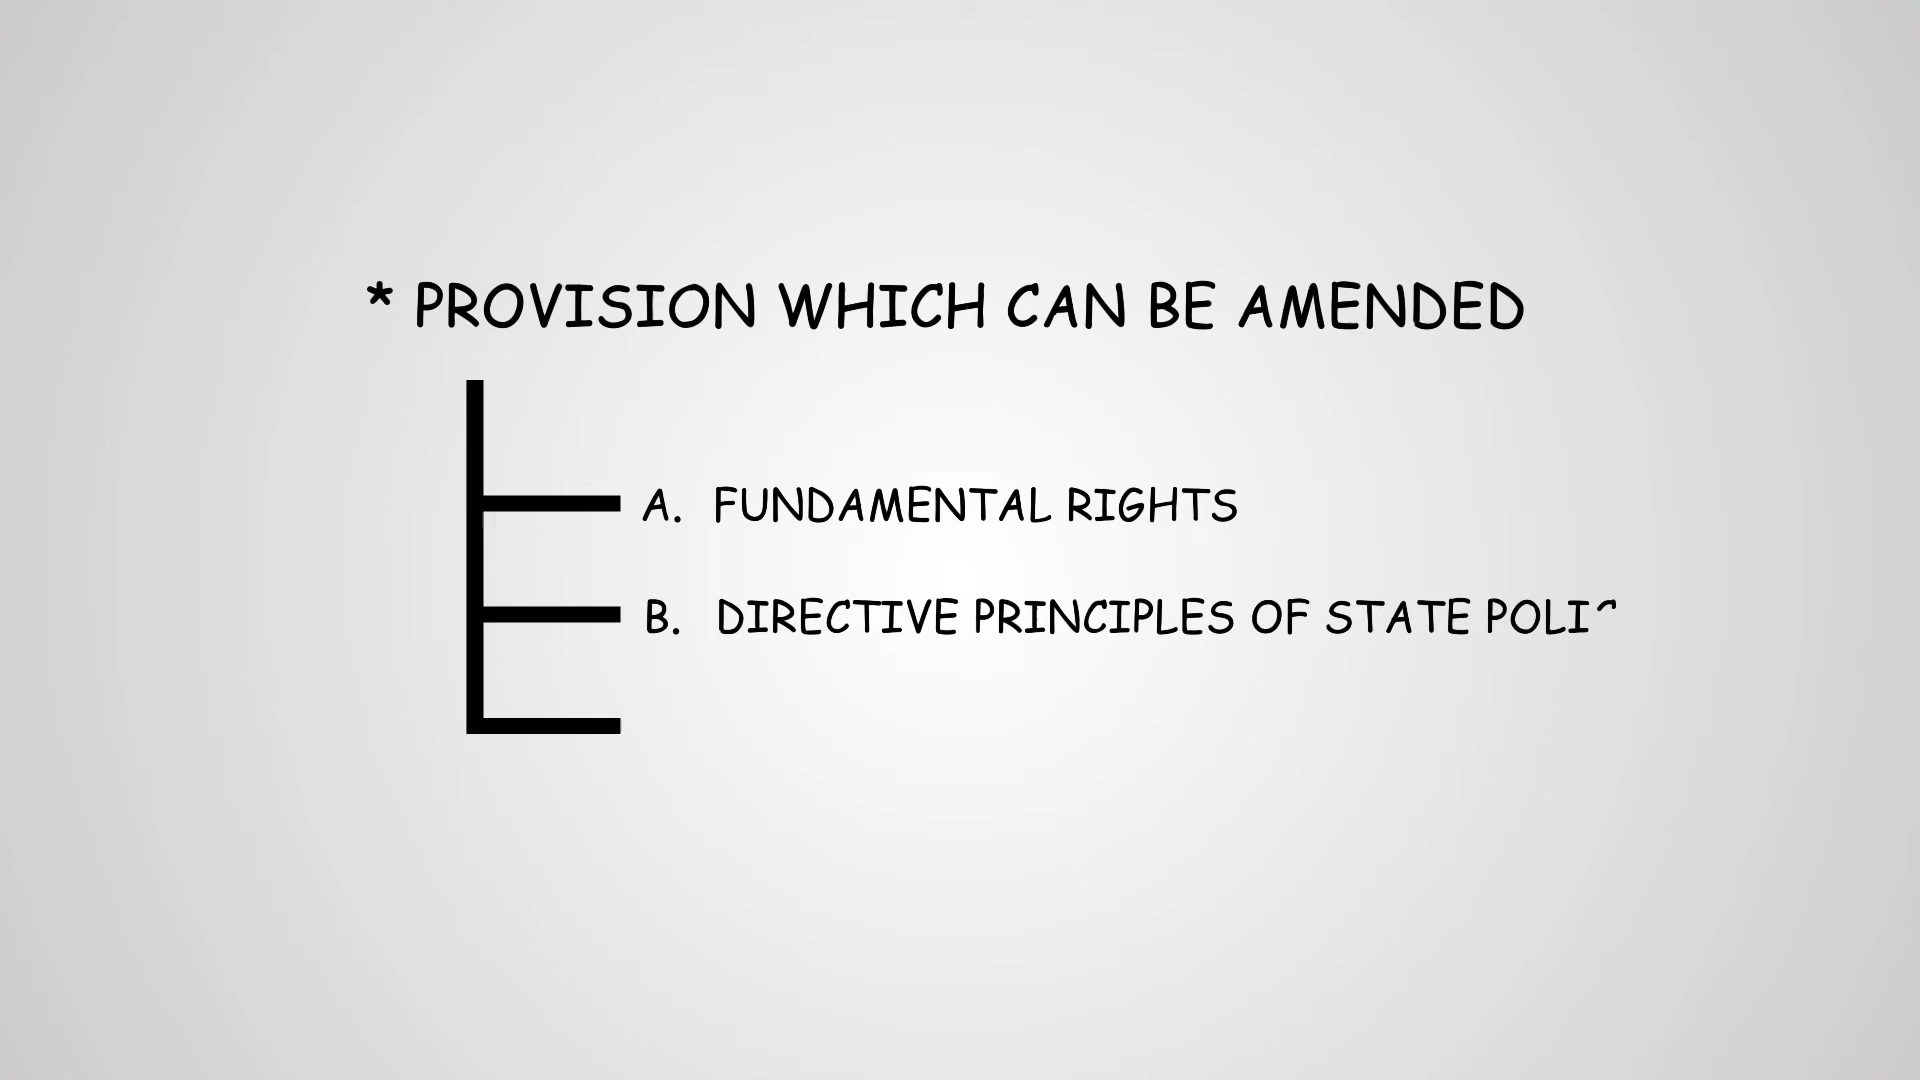 * PROVISION WHICH CAN BE AMENDED
A. FUNDAMENTAL RIGHTS
B. DIRECTIVE PRINCIPLES OF STATE